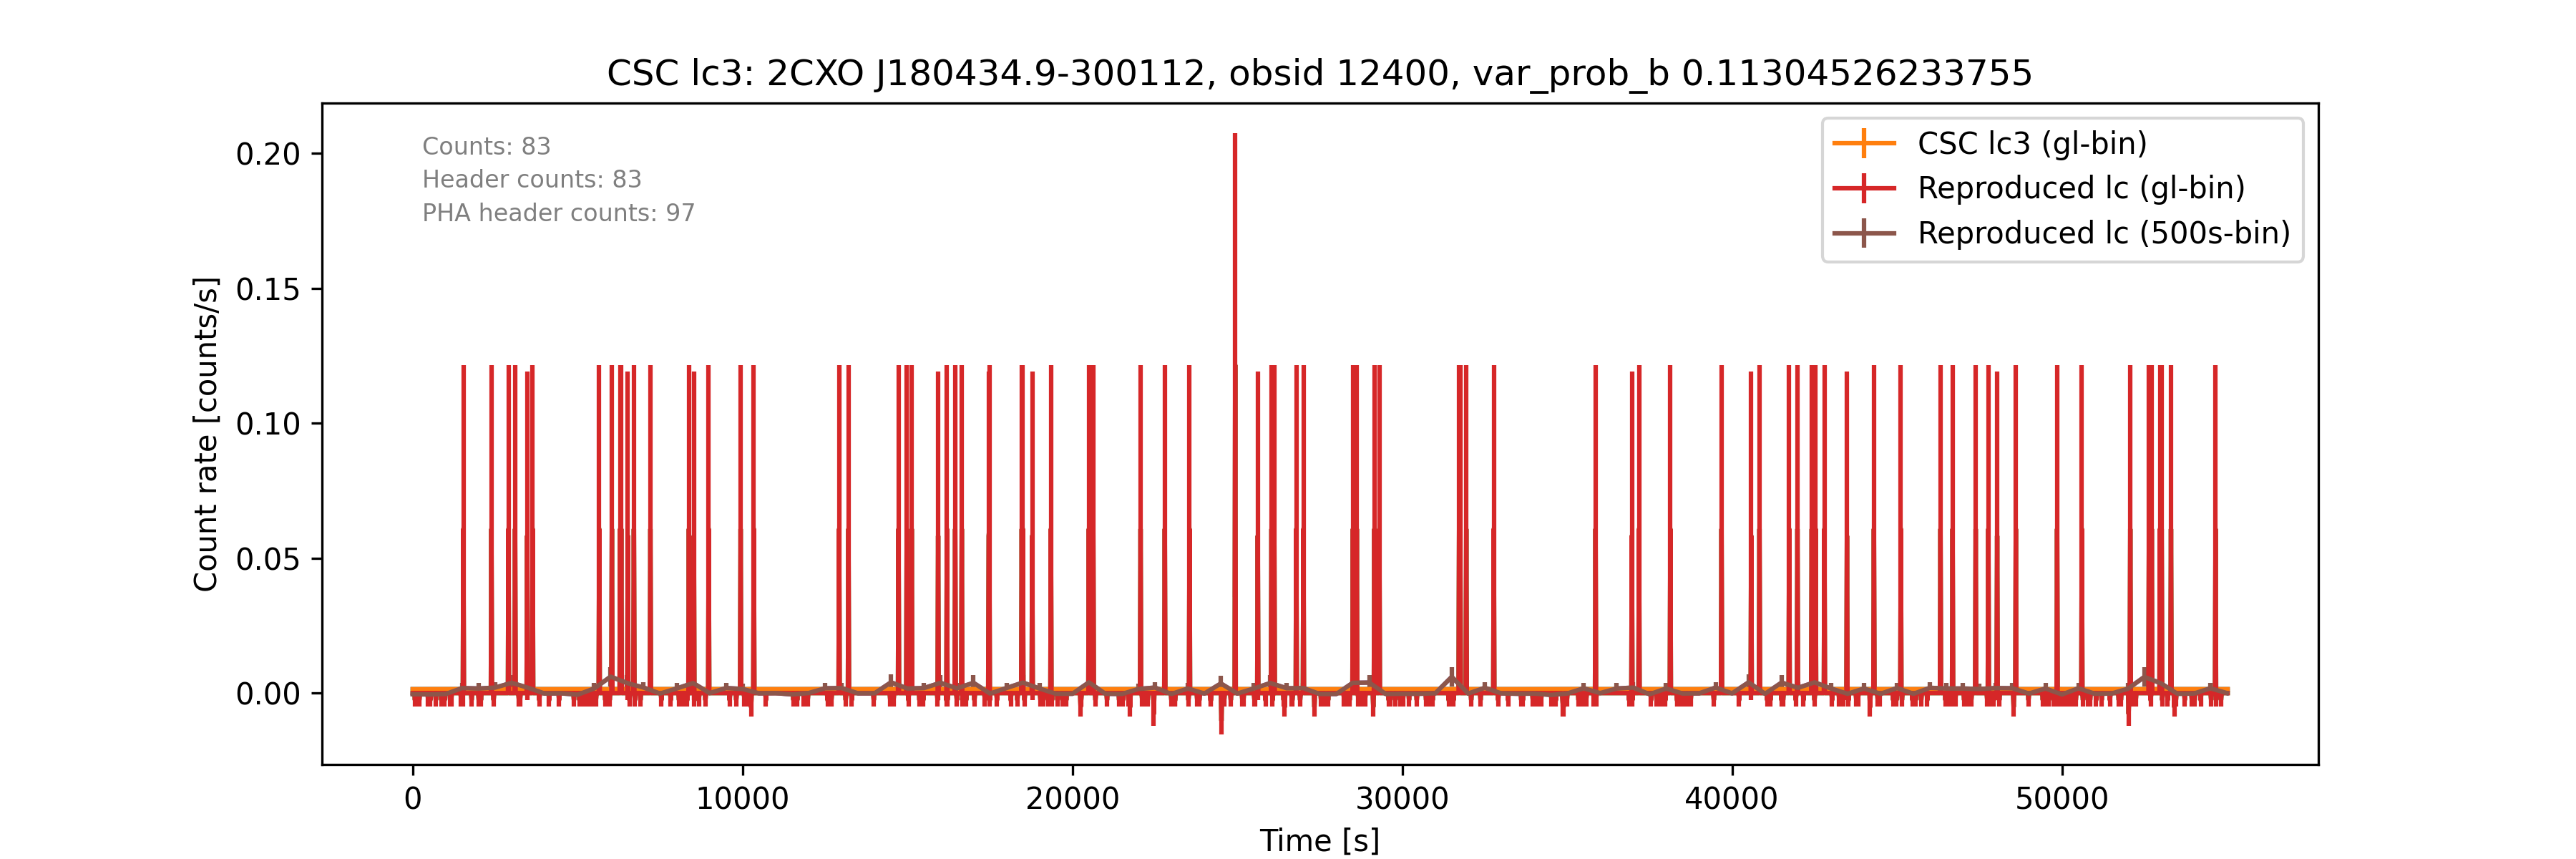 CSC lc3: 2CXO J180434.9-300112, obsid 12400, var_prob_b 0.11304526233755
Counts: 83
Header counts: 83
PHA header counts: 97
CSC lc3 (gl-bin)
Reproduced lc (gl-bin)
Reproduced lc (500s-bin)
Count rate [counts/s]
0.20
0.15
0.10
0.05
0.00
0 10000 20000 30000 40000 50000
Time [s]